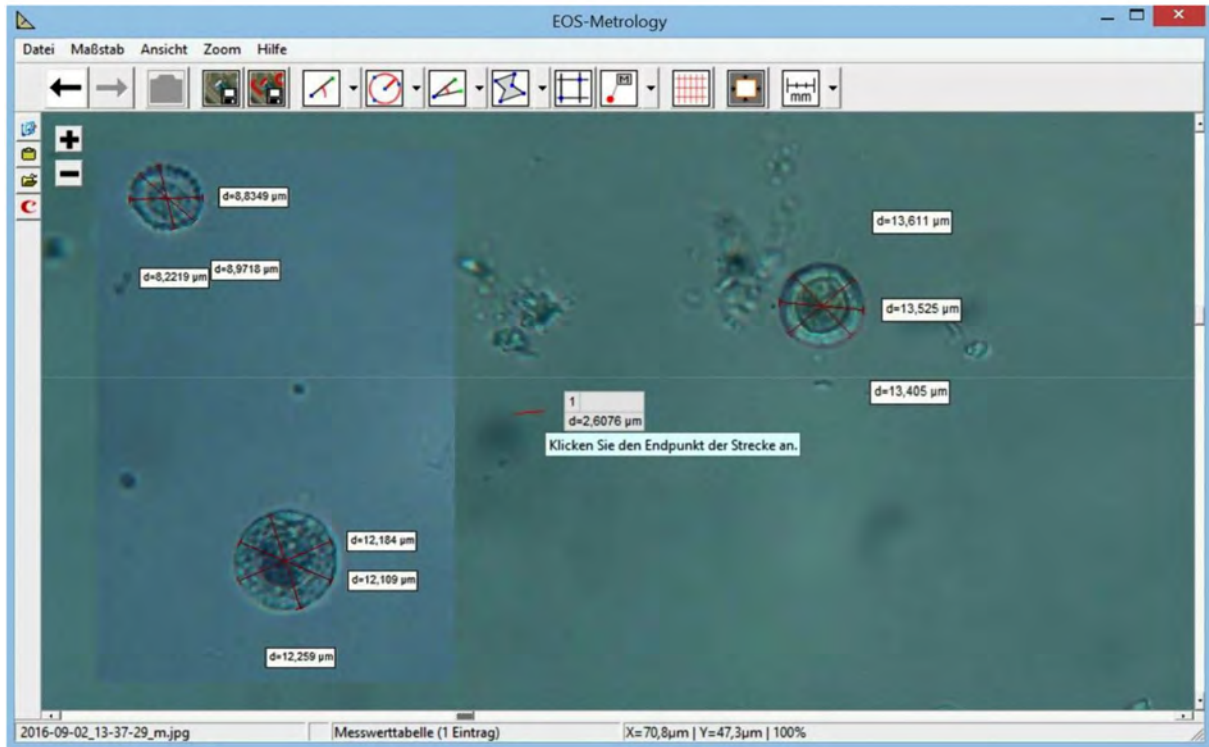 EOS-Metrology
Datei Maßstab Ansicht Zoom Hilfe
M
mm
C
d=8,8349 µm
d=8,2219 µm
d=8,9718 µm
d=13,611 µm
d=13,525 µm
d=13,405 µm
1
d=2,6076 µm
Klicken Sie den Endpunkt der Strecke an.
d=12,184 µm
d=12,109 µm
d=12,259 µm
2016-09-02_13-37-29_m.jpg Messwerttabelle (1 Eintrag) X=70,8µm | Y=47,3µm | 100%